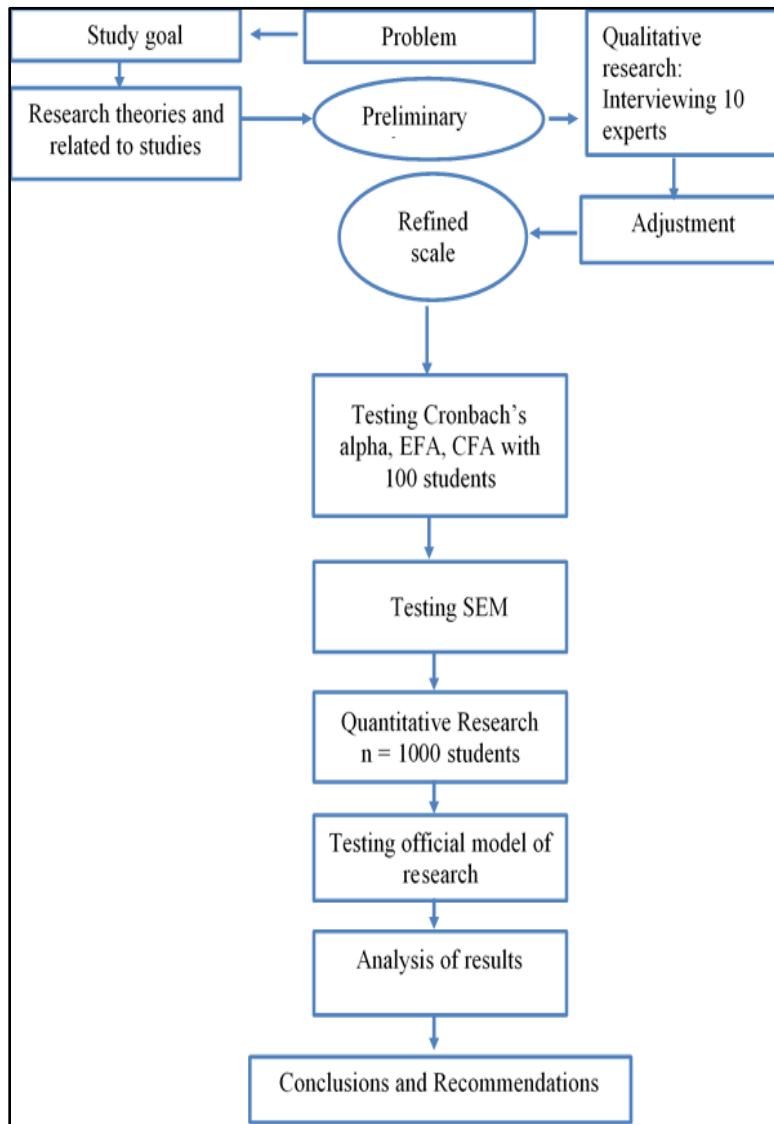 Problem
Study goal
Research theories and
related to studies
Preliminary
Qualitative
research:
Interviewing 10
experts
Adjustment
Refined
scale
Testing Cronbach’s
alpha, EFA, CFA with
100 students
Testing SEM
Quantitative Research
n = 1000 students
Testing official model of
research
Analysis of results
Conclusions and Recommendations